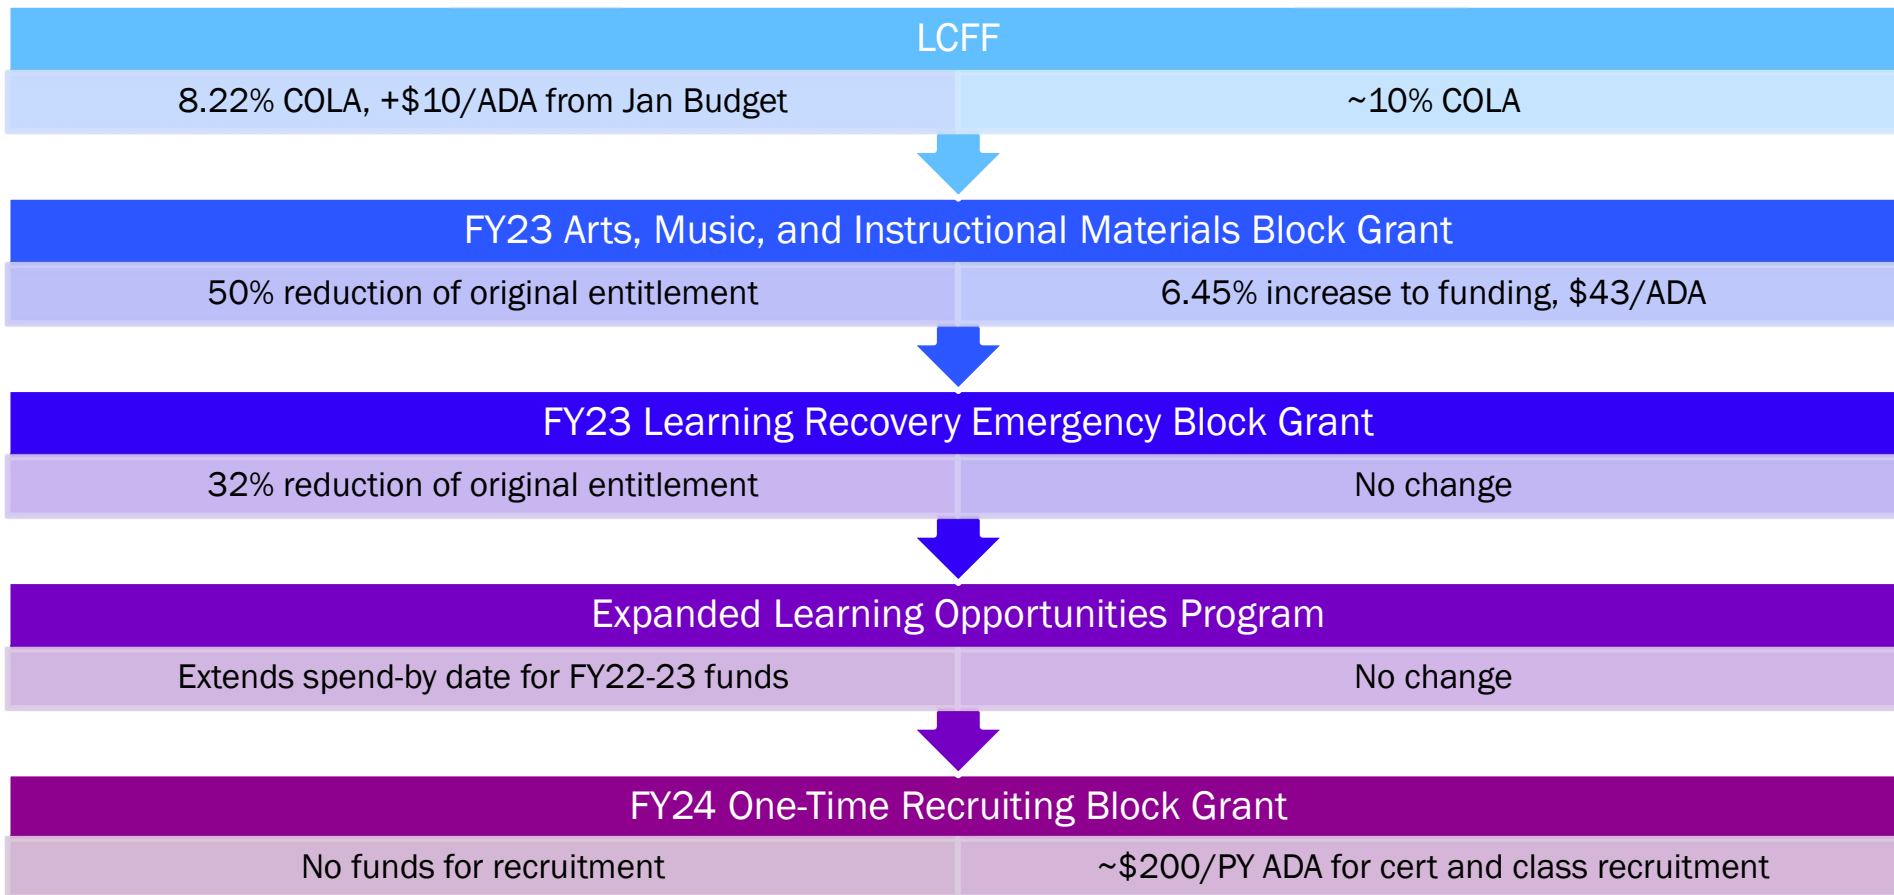 LCFF
8.22% COLA, +$10/ADA from Jan Budget
~10% COLA
FY23 Arts, Music, and Instructional Materials Block Grant
50% reduction of original entitlement
6.45% increase to funding, $43/ADA
FY23 Learning Recovery Emergency Block Grant
32% reduction of original entitlement
No change
Expanded Learning Opportunities Program
Extends spend-by date for FY22-23 funds
No change
FY24 One-Time Recruiting Block Grant
No funds for recruitment
~$200/PY ADA for cert and class recruitment